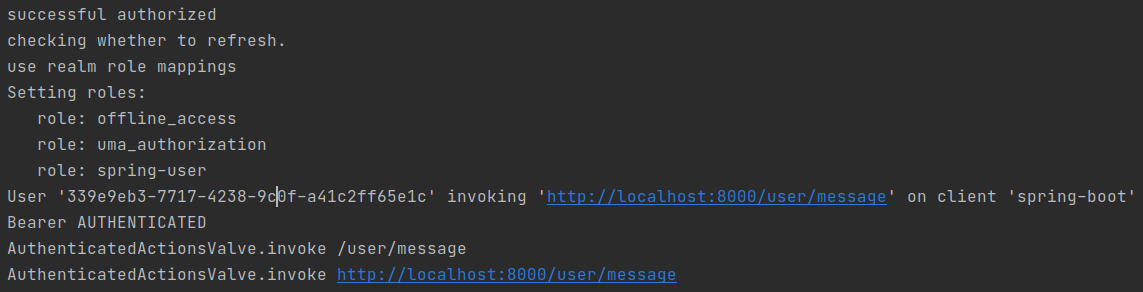 successful authorized
checking whether to refresh.
use realm role mappings
Setting roles:
   role: offline_access
   role: uma_authorization
   role: spring-user
User '339e9eb3-7717-4238-9c0f-a41c2ff65e1c' invoking 'http://localhost:8000/user/message' on client 'spring-boot'
Bearer AUTHENTICATED
AuthenticatedActionsValve.invoke /user/message
AuthenticatedActionsValve.invoke http://localhost:8000/user/message